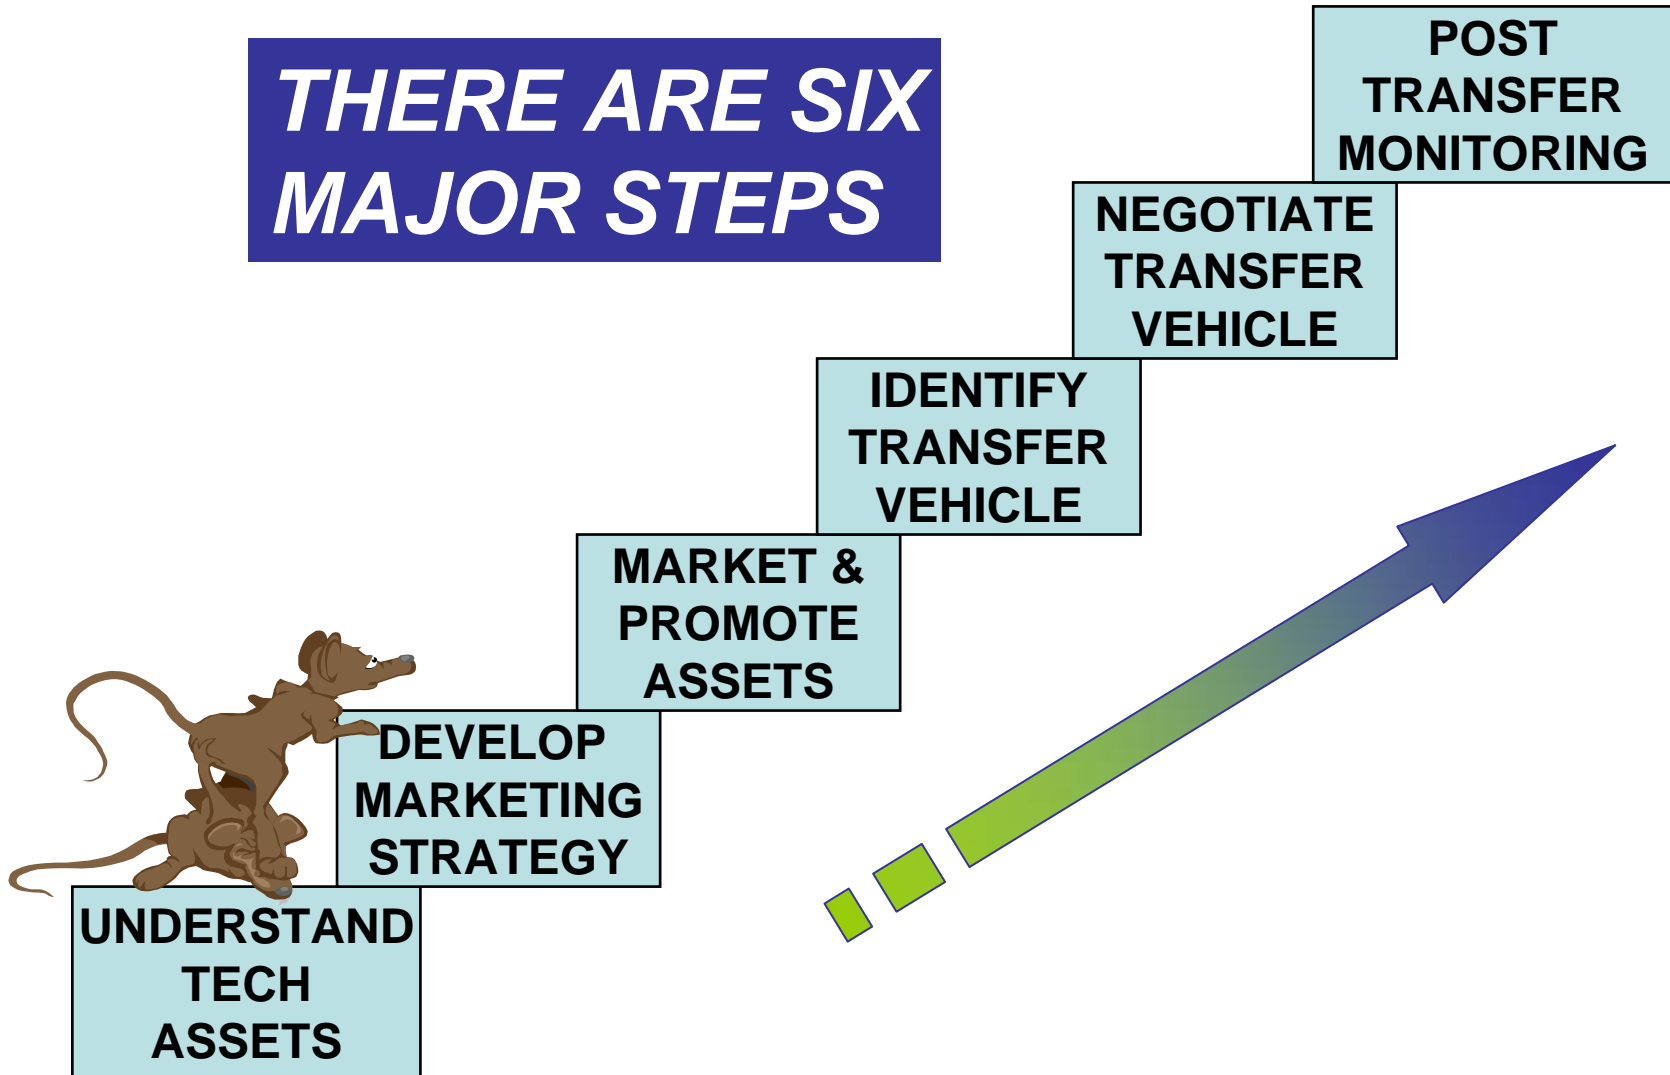 THERE ARE SIX
MAJOR STEPS
POST
TRANSFER
MONITORING
NEGOTIATE
TRANSFER
VEHICLE
IDENTIFY
TRANSFER
VEHICLE
MARKET &
PROMOTE
ASSETS
DEVELOP
MARKETING
STRATEGY
UNDERSTAND
TECH
ASSETS